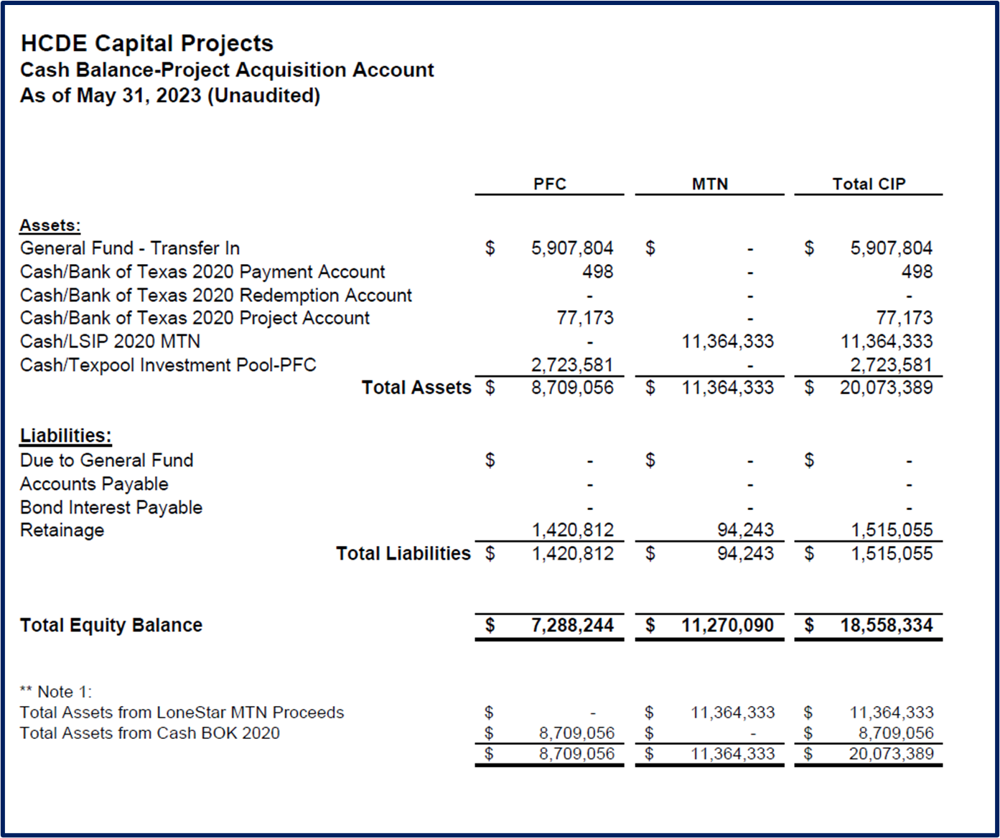 HCDE Capital Projects
Cash Balance-Project Acquisition Account
As of May 31, 2023 (Unaudited)
PFC MTN Total CIP
Assets:
General Fund - Transfer In $ 5,907,804 $ - $ 5,907,804
Cash/Bank of Texas 2020 Payment Account 498 - 498
Cash/Bank of Texas 2020 Redemption Account - - -
Cash/Bank of Texas 2020 Project Account 77,173 - 77,173
Cash/LSIP 2020 MTN - 11,364,333 11,364,333
Cash/Texpool Investment Pool-PFC 2,723,581 - 2,723,581
Total Assets $ 8,709,056 $ 11,364,333 $ 20,073,389
Liabilities:
Due to General Fund $ - $ - $ -
Accounts Payable - - -
Bond Interest Payable - - -
Retainage 1,420,812 94,243 1,515,055
Total Liabilities $ 1,420,812 $ 94,243 $ 1,515,055
Total Equity Balance $ 7,288,244 $ 11,270,090 $ 18,558,334
** Note 1:
Total Assets from LoneStar MTN Proceeds $ - $ 11,364,333 $ 11,364,333
Total Assets from Cash BOK 2020 $ 8,709,056 $ - $ 8,709,056
$ 8,709,056 $ 11,364,333 $ 20,073,389